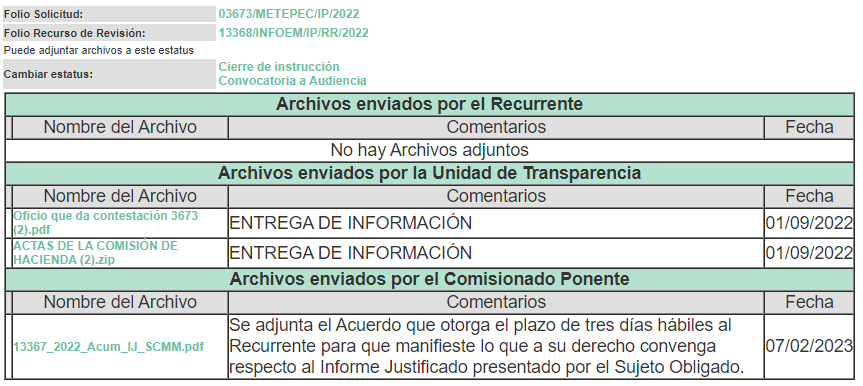 Folio Solicitud: 03673/METEPEC/IP/2022
Folio Recurso de Revisión: 13368/INFOEM/IP/RR/2022
Puede adjuntar archivos a este estatus
Cambiar estatus: Cierre de instrucción
Convocatoria a Audiencia
Archivos enviados por el Recurrente
Nombre del Archivo Comentarios Fecha
No hay Archivos adjuntos
Archivos enviados por la Unidad de Transparencia
Nombre del Archivo Comentarios Fecha
Oficio que da contestación 3673
(2).pdf ENTREGA DE INFORMACIÓN 01/09/2022
ACTAS DE LA COMISIÓN DE
HACIENDA (2).zip ENTREGA DE INFORMACIÓN 01/09/2022
Archivos enviados por el Comisionado Ponente
Nombre del Archivo Comentarios Fecha
13367_2022_Acum_IJ_SCMM.pdf Se adjunta el Acuerdo que otorga el plazo de tres días hábiles al
Recurrente para que manifieste lo que a su derecho convenga 07/02/2023
respecto al Informe Justificado presentado por el Sujeto Obligado.